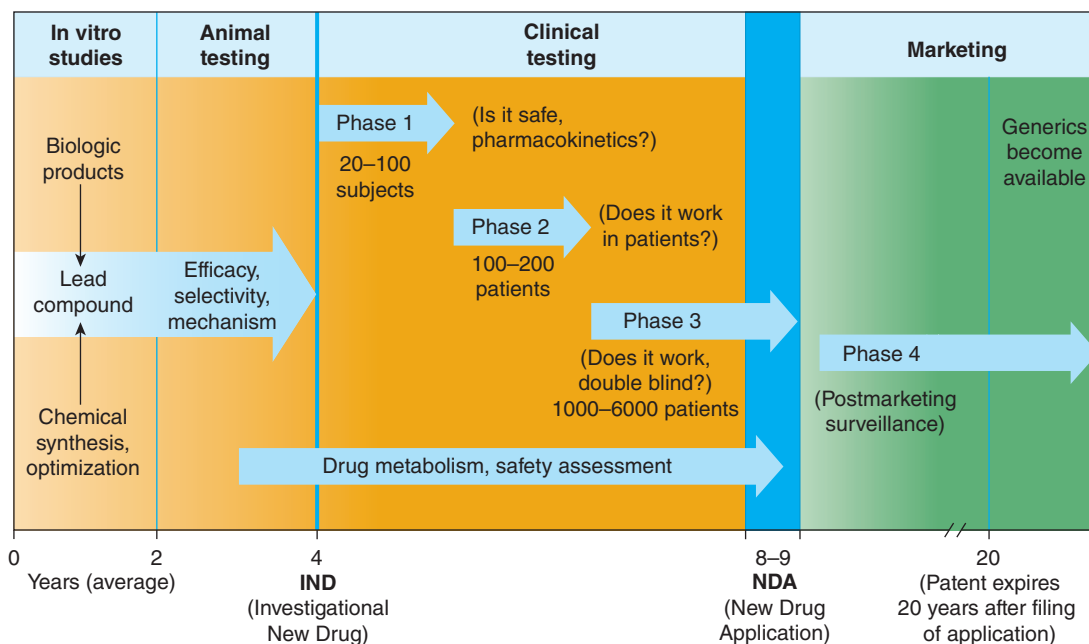 In vitro
studies
Animal
testing
Clinical
testing
Marketing
Biologic
products
Lead
compound
Chemical
synthesis,
optimization
Efficacy,
selectivity,
mechanism
Phase 1
20–100
subjects
(Is it safe,
pharmacokinetics?)
Phase 2
100–200
patients
(Does it work
in patients?)
Phase 3
(Does it work,
double blind?)
1000–6000 patients
Drug metabolism, safety assessment
Generics
become
available
Phase 4
(Postmarketing
surveillance)
0
2
4
8–9
20
Years (average)
IND
(Investigational
New Drug)
NDA
(New Drug
Application)
(Patent expires
20 years after filing
of application)